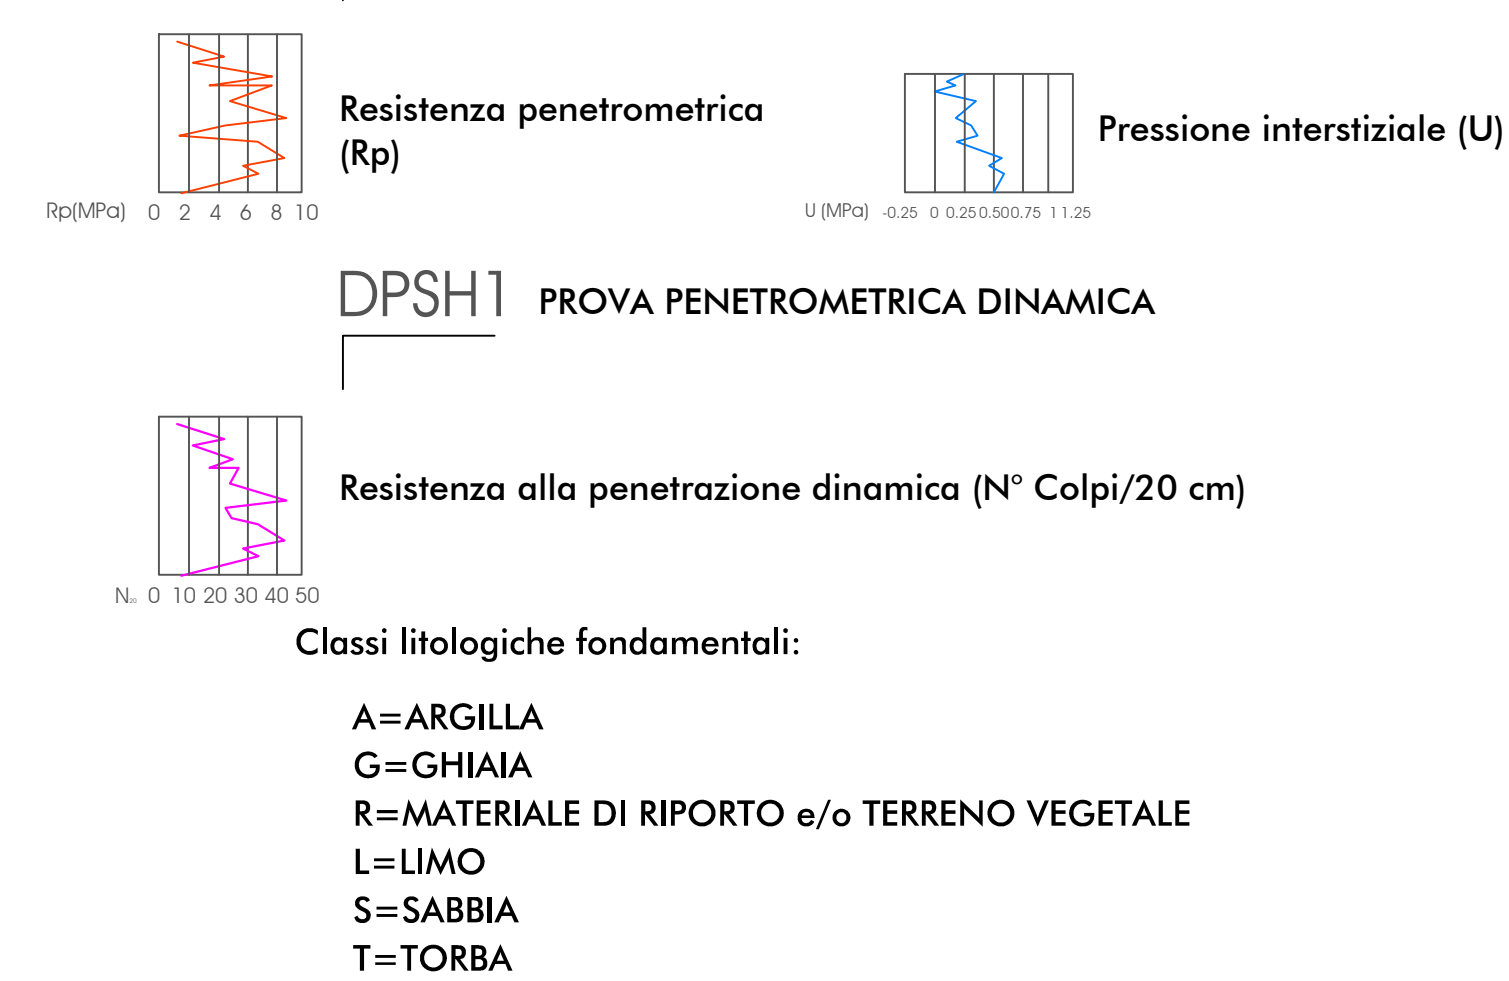 Resistenza penetrometrica
(Rp)
Rp(MPa) 0 2 4 6 8 10
Pressione interstiziale (U)
U (MPa) -0.25 0 0.25 0.50 0.75 1 1.25
DPSH1 PROVA PENETROMETRICA DINAMICA
Resistenza alla penetrazione dinamica (N° Colpi/20 cm)
N20 0 10 20 30 40 50
Classi litologiche fondamentali:
A=ARGILLA
G=GHIAIA
R=MATERIALE DI RIPORTO e/o TERRENO VEGETALE
L=LIMO
S=SABBIA
T=TORBA